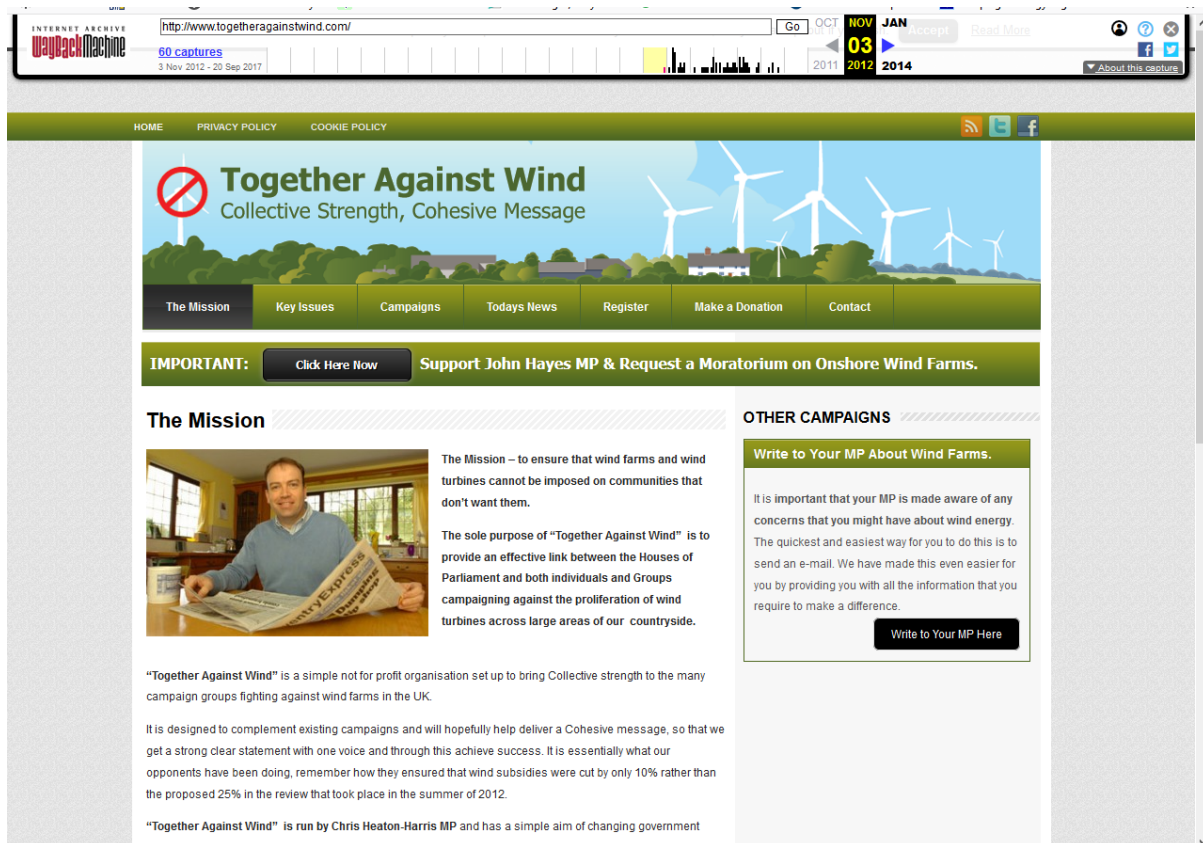 INTERNET ARCHIVE
WayBackMachine
http://www.togetheragainstwind.com/
Go
OCT NOV JAN
Accept Read More
60 captures
03
3 Nov 2012 - 20 Sep 2017
2011 2012 2014
About this capture
HOME PRIVACY POLICY COOKIE POLICY
Together Against Wind
Collective Strength, Cohesive Message
The Mission Key Issues Campaigns Todays News Register Make a Donation Contact
IMPORTANT: Click Here Now Support John Hayes MP & Request a Moratorium on Onshore Wind Farms.
The Mission
The Mission – to ensure that wind farms and wind
turbines cannot be imposed on communities that
don't want them.
The sole purpose of “Together Against Wind” is to
provide an effective link between the Houses of
Parliament and both individuals and Groups
campaigning against the proliferation of wind
turbines across large areas of our countryside.
“Together Against Wind” is a simple not for profit organisation set up to bring Collective strength to the many
campaign groups fighting against wind farms in the UK.
It is designed to complement existing campaigns and will hopefully help deliver a Cohesive message, so that we
get a strong clear statement with one voice and through this achieve success. It is essentially what our
opponents have been doing, remember how they ensured that wind subsidies were cut by only 10% rather than
the proposed 25% in the review that took place in the summer of 2012.
“Together Against Wind” is run by Chris Heaton-Harris MP and has a simple aim of changing government
OTHER CAMPAIGNS
Write to Your MP About Wind Farms.
It is important that your MP is made aware of any
concerns that you might have about wind energy.
The quickest and easiest way for you to do this is to
send an e-mail. We have made this even easier for
you by providing you with all the information that you
require to make a difference.
Write to Your MP Here